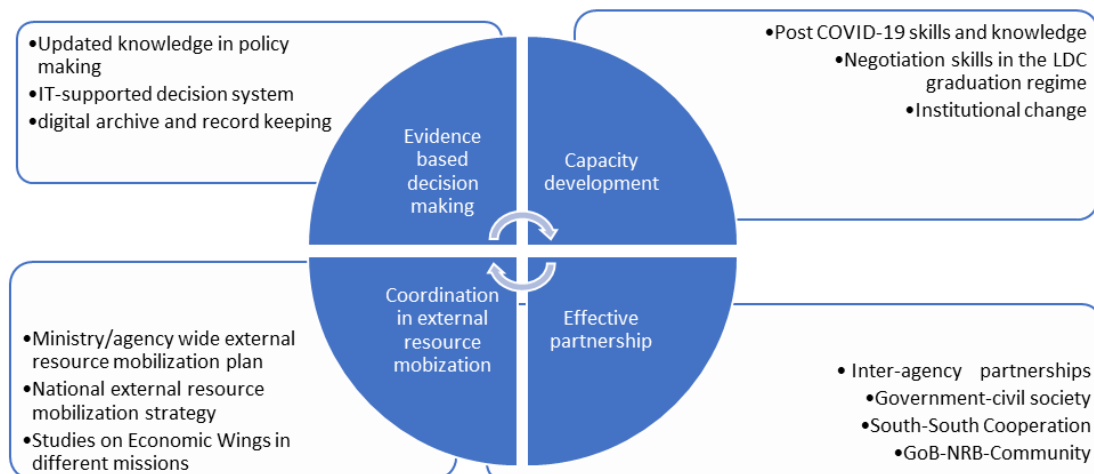 •Updated knowledge in policy
making
•IT-supported decision system
•digital archive and record keeping
•Post COVID-19 skills and knowledge
•Negotiation skills in the LDC
graduation regime
•Institutional change
Evidence
based
decision
making
Capacity
development
Coordination
in external
resource
mobization
Effective
partnership
•Ministry/agency wide external
resource mobilization plan
•National external resource
mobilization strategy
•Studies on Economic Wings in
different missions
• Inter-agency partnerships
•Government-civil society
•South-South Cooperation
•GoB-NRB-Community